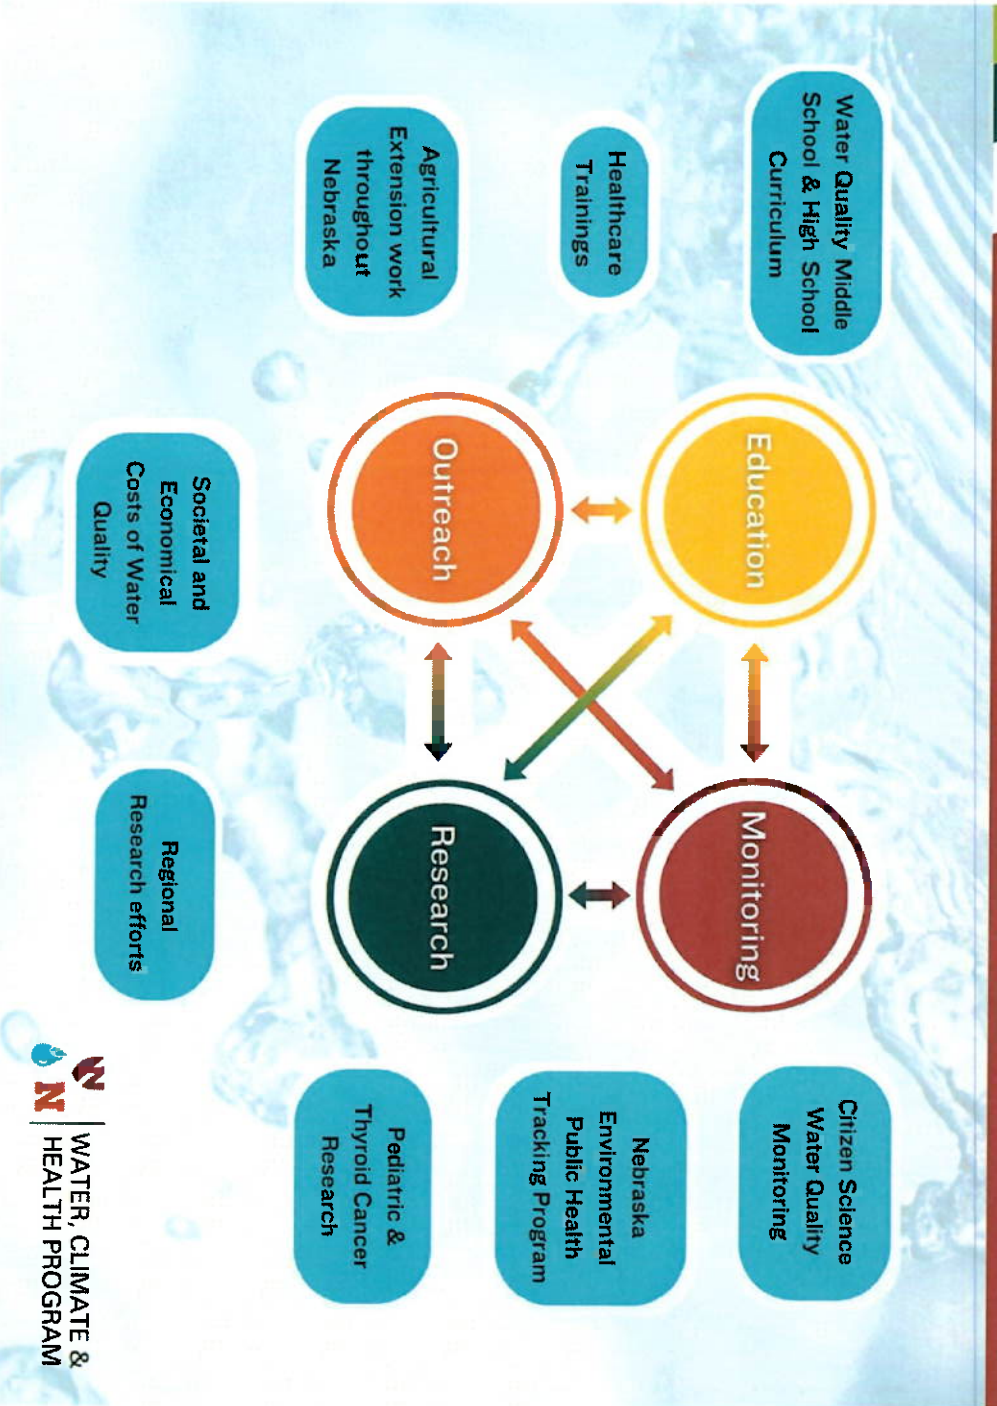 Water Quality Middle
School & High School
Curriculum
Healthcare
Trainings
Agricultural
Extension work
throughout
Nebraska
Education
Outreach
Monitoring
Research
Citizen Science
Water Quality
Monitoring
Nebraska
Environmental
Public Health
Tracking Program
Pediatric &
Thyroid Cancer
Research
Societal and
Economical
Costs of Water
Quality
Regional
Research efforts
N
N
WATER, CLIMATE &
HEALTH PROGRAM